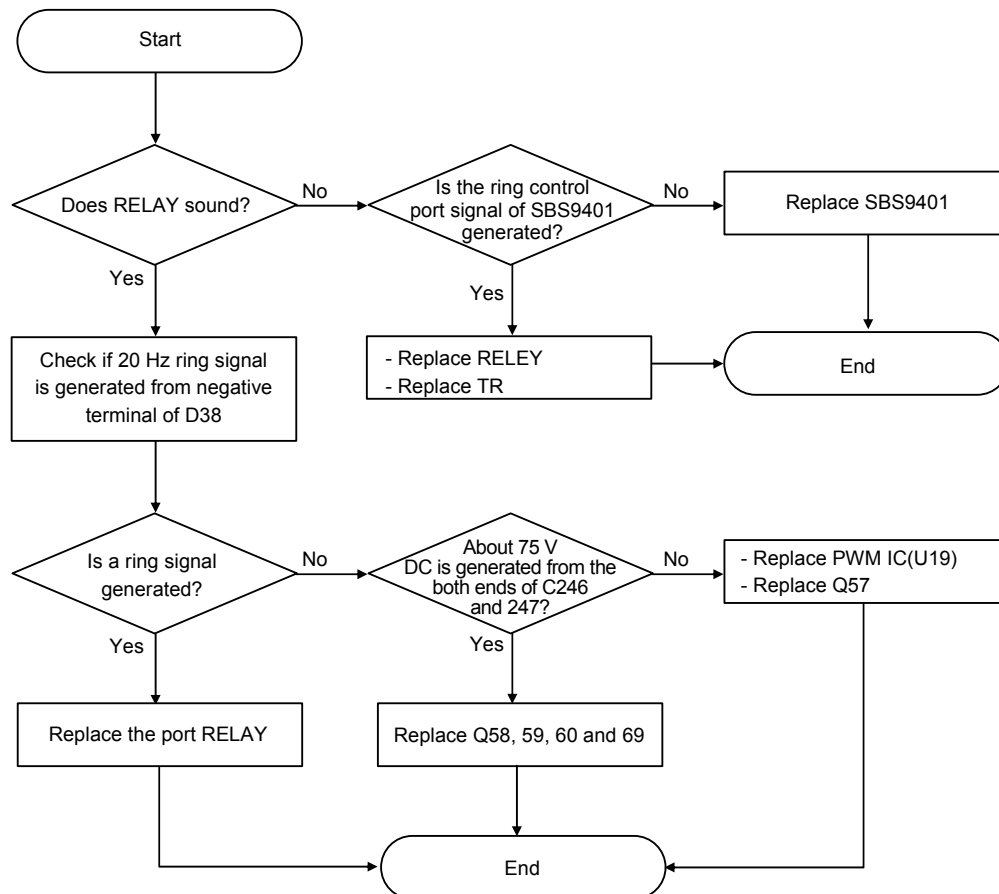 Start
Does RELAY sound?
No
Is the ring control
port signal of SBS9401
generated?
No
Replace SBS9401
Yes
Yes
Check if 20 Hz ring signal
is generated from negative
terminal of D38
- Replace RELEY
- Replace TR
End
Is a ring signal
generated?
No
About 75 V
DC is generated from the
both ends of C246
and 247?
No
- Replace PWM IC(U19)
- Replace Q57
Yes
Yes
Replace the port RELAY
Replace Q58, 59, 60 and 69
End